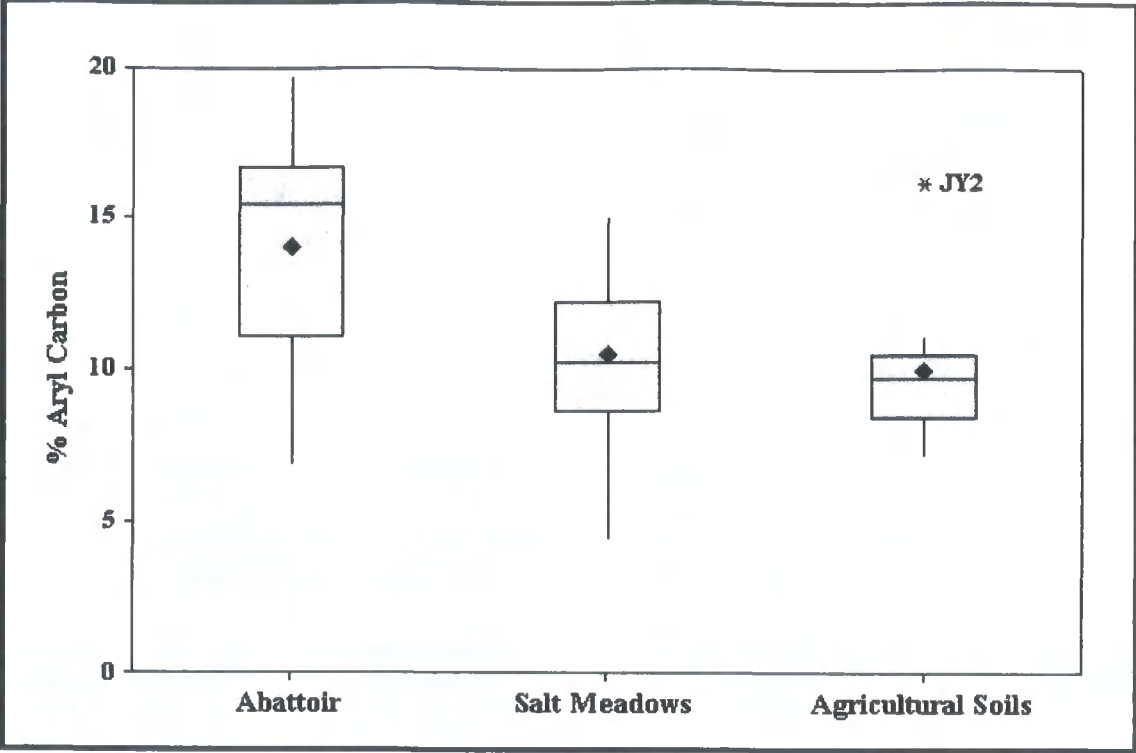 20
15
10
5
0
% Aryl Carbon
* JY2
Abattoir
Salt Meadows
Agricultural Soils